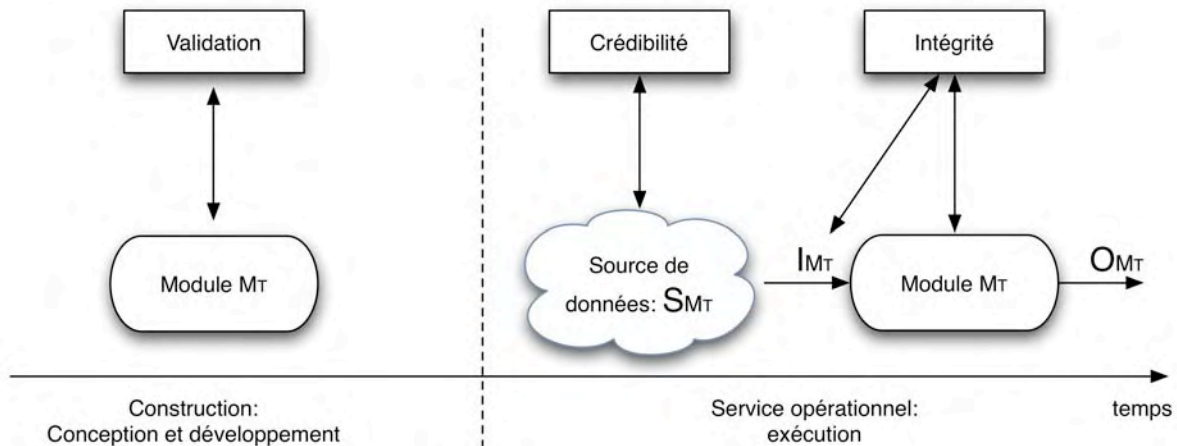 Validation
Crédibilité
Intégrité
Module MT
Source de
données: SMT
IMT
Module MT
OMT
Construction:
Conception et développement
Service opérationnel:
exécution
temps